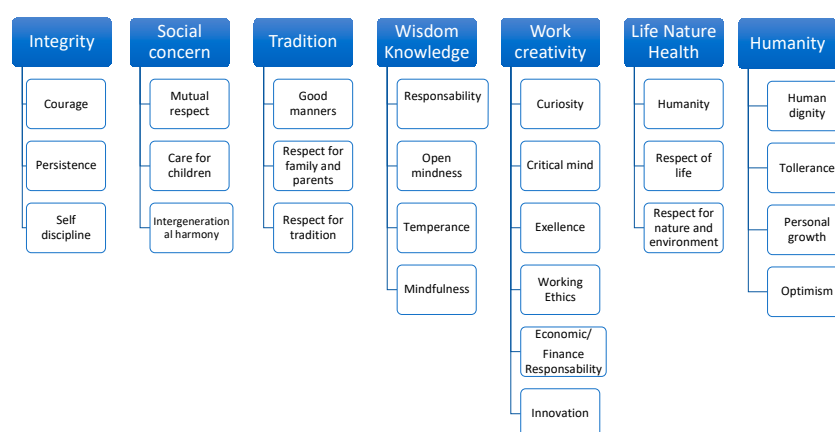 Integrity
Courage
Persistence
Self
discipline
Social
concern
Mutual
respect
Care for
children
Intergeneration
al harmony
Tradition
Good
manners
Respect for
family and
parents
Respect for
tradition
Wisdom
Knowledge
Responsability
Open
mindness
Temperance
Mindfulness
Work
creativity
Curiosity
Critical mind
Exellence
Working
Ethics
Economic/
Finance
Responsability
Innovation
Life Nature
Health
Humanity
Respect of
life
Respect for
nature and
environment
Humanity
Human
dignity
Tollerance
Personal
growth
Optimism